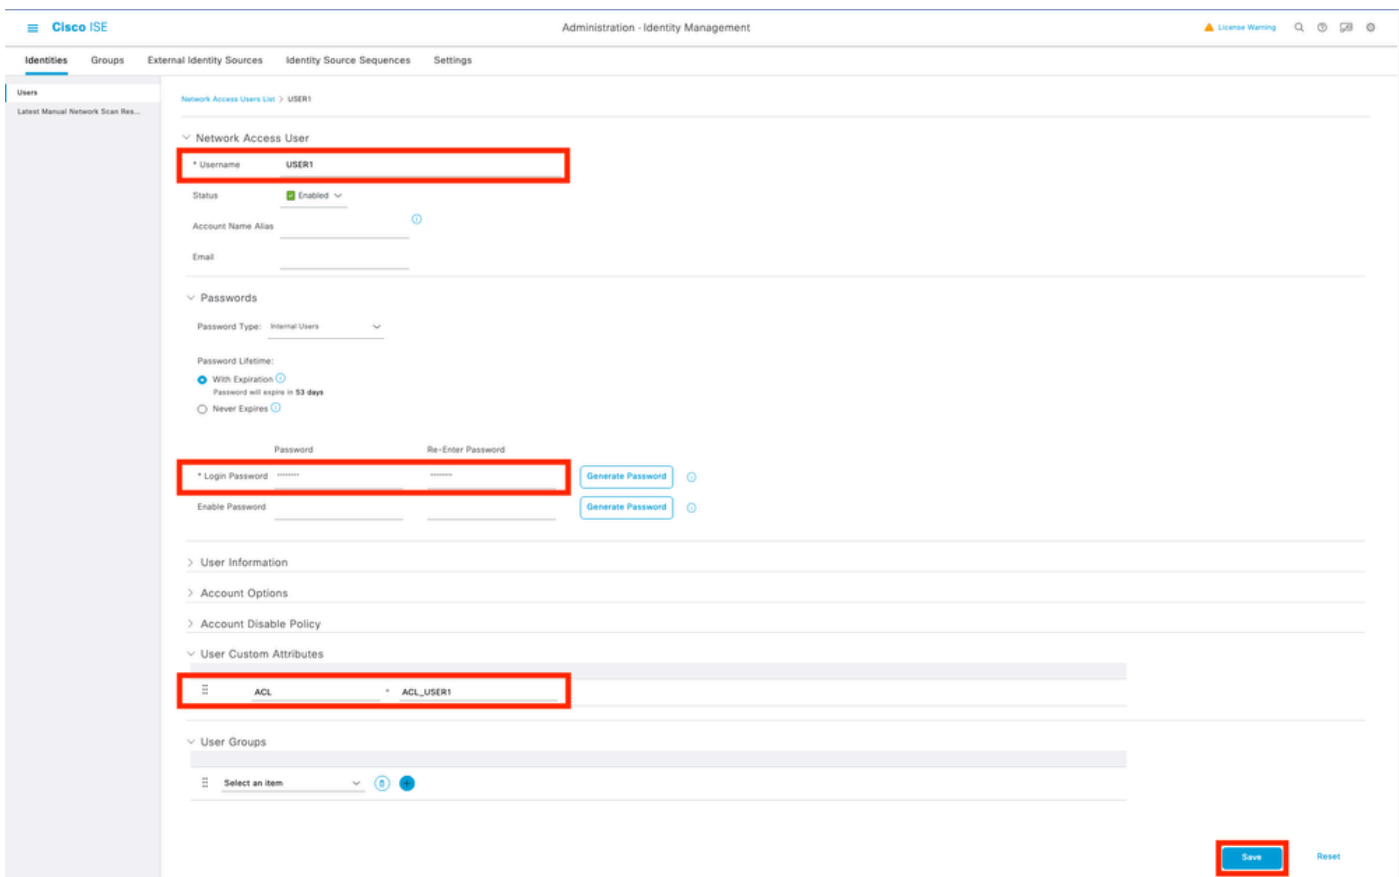 Cisco ISE
Administration - Identity Management
License Warning
Identities Groups External Identity Sources Identity Source Sequences Settings
Users
Latest Manual Network Scan Res...
Network Access Users List > USER1
Network Access User
* Username USER1
Status Enabled
Account Name Alias
Email
Passwords
Password Type: Internal Users
Password Lifetime:
With Expiration
Password will expire in 53 days
Never Expires
Password Re-Enter Password
* Login Password ········ ········ Generate Password
Enable Password Generate Password
User Information
Account Options
Account Disable Policy
User Custom Attributes
ACL * ACL_USER1
User Groups
Select an item
Save Reset